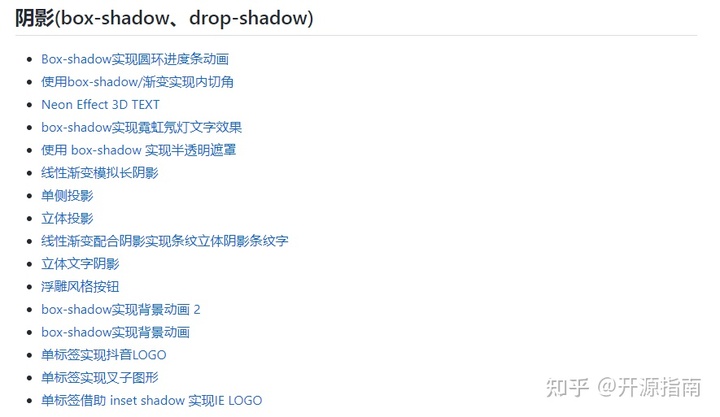 阴影(box-shadow、drop-shadow)
Box-shadow实现圆环进度条动画
使用box-shadow/渐变实现内切角
Neon Effect 3D TEXT
box-shadow实现霓虹氖灯文字效果
使用 box-shadow 实现半透明遮罩
线性渐变模拟长阴影
单侧投影
立体投影
线性渐变配合阴影实现条纹立体阴影条纹字
立体文字阴影
浮雕风格按钮
box-shadow实现背景动画 2
box-shadow实现背景动画
单标签实现抖音LOGO
单标签实现叉子图形
单标签借助 inset shadow 实现IE LOGO
知乎 @开源指南